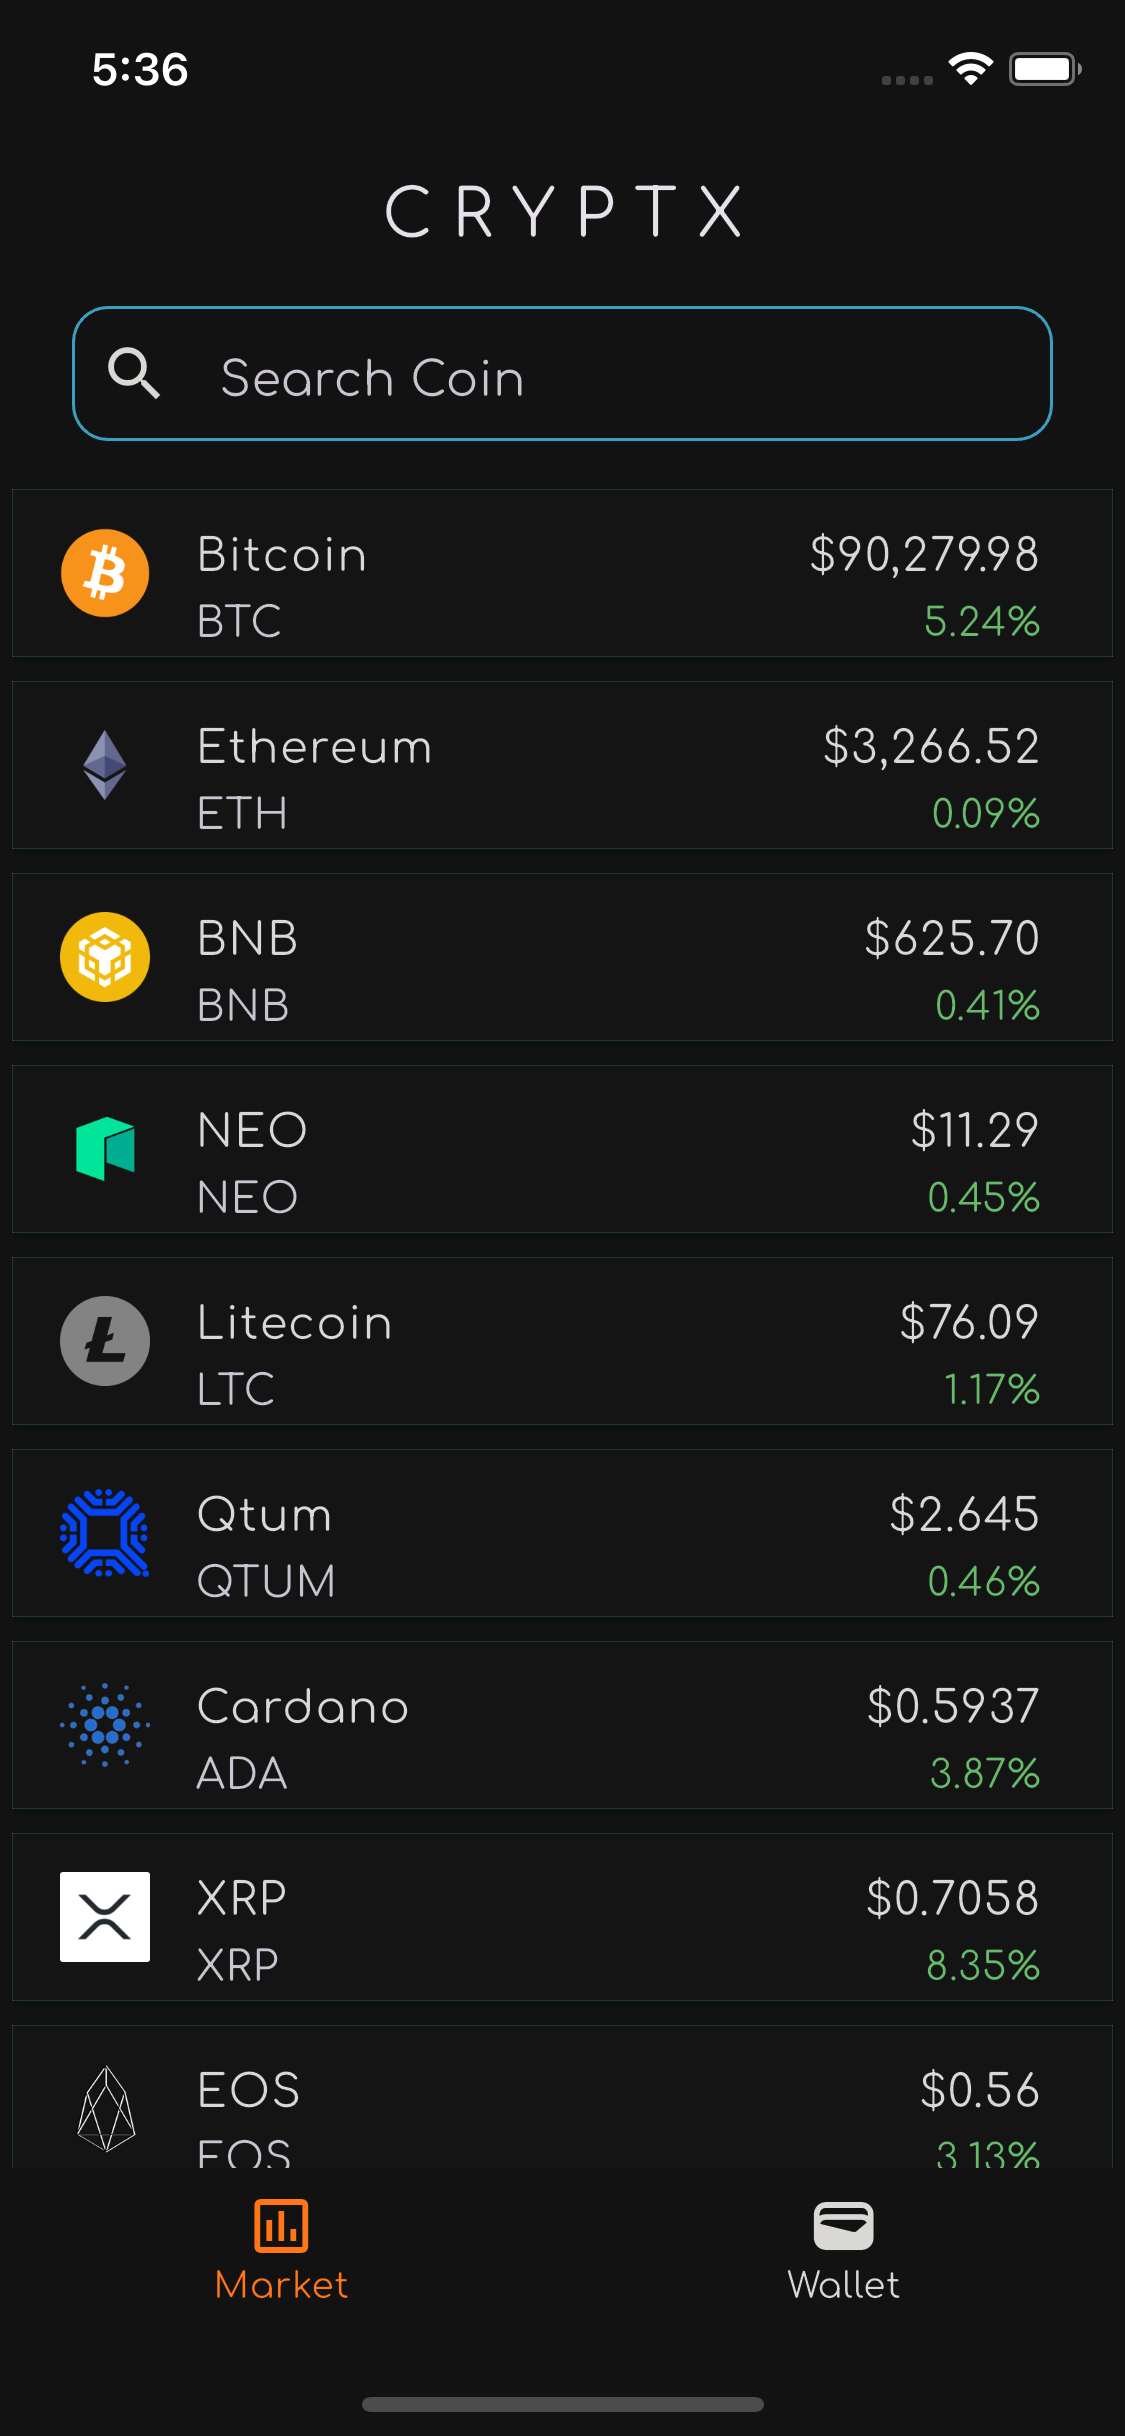 5:36
CRYPTX
Search Coin
Bitcoin $90,279.98
BTC 5.24%
Ethereum $3,266.52
ETH 0.09%
BNB $625.70
BNB 0.41%
NEO $11.29
NEO 0.45%
Litecoin $76.09
LTC 1.17%
Qtum $2.645
QTUM 0.46%
Cardano $0.5937
ADA 3.87%
XRP $0.7058
XRP 8.35%
EOS $0.56
EOS 3.13%
Market Wallet